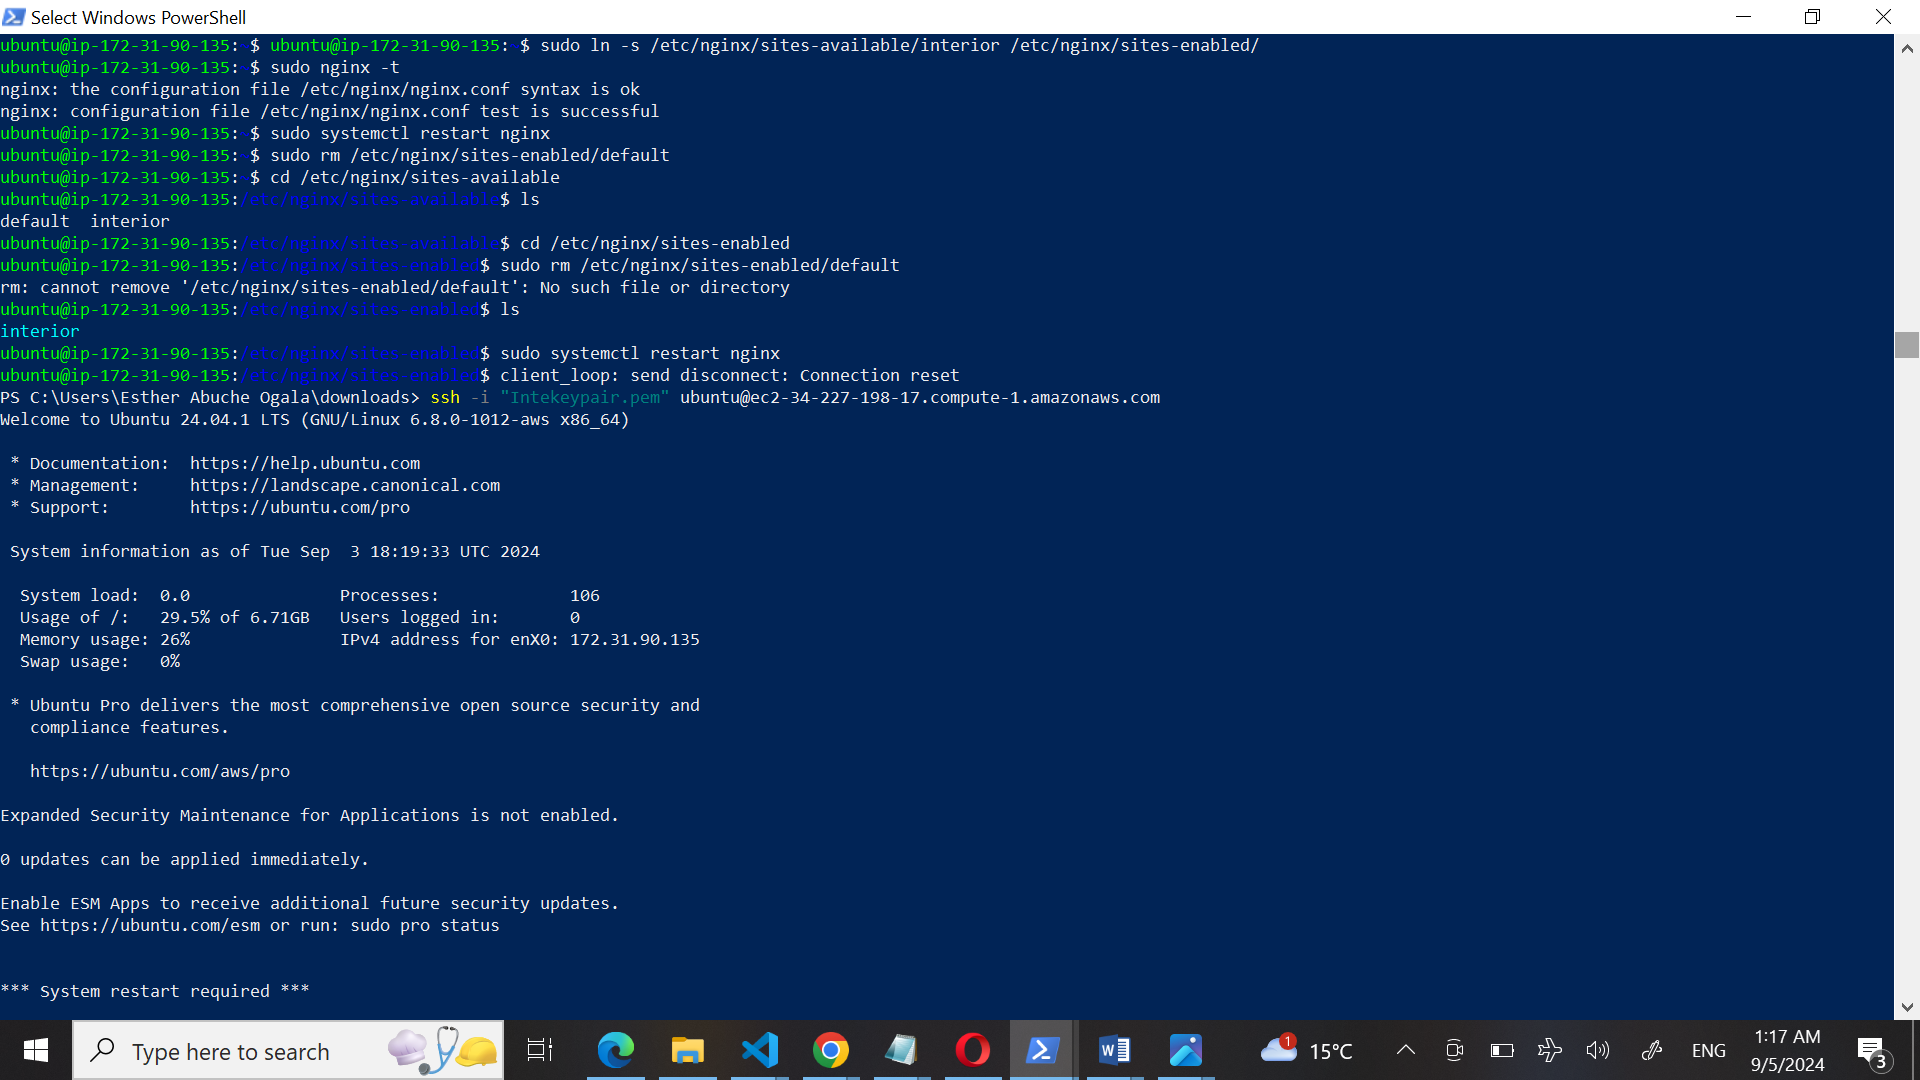 Select Windows PowerShell
ubuntu@ip-172-31-90-135:~$ ubuntu@ip-172-31-90-135:~$ sudo ln -s /etc/nginx/sites-available/interior /etc/nginx/sites-enabled/
ubuntu@ip-172-31-90-135:~$ sudo nginx -t
nginx: the configuration file /etc/nginx/nginx.conf syntax is ok
nginx: configuration file /etc/nginx/nginx.conf test is successful
ubuntu@ip-172-31-90-135:~$ sudo systemctl restart nginx
ubuntu@ip-172-31-90-135:~$ sudo rm /etc/nginx/sites-enabled/default
ubuntu@ip-172-31-90-135:~$ cd /etc/nginx/sites-available
ubuntu@ip-172-31-90-135:/etc/nginx/sites-available$ ls
default  interior
ubuntu@ip-172-31-90-135:/etc/nginx/sites-available$ cd /etc/nginx/sites-enabled
ubuntu@ip-172-31-90-135:/etc/nginx/sites-enabled$ sudo rm /etc/nginx/sites-enabled/default
rm: cannot remove '/etc/nginx/sites-enabled/default': No such file or directory
ubuntu@ip-172-31-90-135:/etc/nginx/sites-enabled$ ls
interior
ubuntu@ip-172-31-90-135:/etc/nginx/sites-enabled$ sudo systemctl restart nginx
ubuntu@ip-172-31-90-135:/etc/nginx/sites-enabled$ client_loop: send disconnect: Connection reset
PS C:\Users\Esther Abuche Ogala\downloads> ssh -i "Intekeypair.pem" ubuntu@ec2-34-227-198-17.compute-1.amazonaws.com
Welcome to Ubuntu 24.04.1 LTS (GNU/Linux 6.8.0-1012-aws x86_64)
* Documentation:  https://help.ubuntu.com
* Management:     https://landscape.canonical.com
* Support:        https://ubuntu.com/pro
System information as of Tue Sep  3 18:19:33 UTC 2024
System load:  0.0               Processes:             106
Usage of /:   29.5% of 6.71GB   Users logged in:       0
Memory usage: 26%               IPv4 address for enX0: 172.31.90.135
Swap usage:   0%
* Ubuntu Pro delivers the most comprehensive open source security and
compliance features.
https://ubuntu.com/aws/pro
Expanded Security Maintenance for Applications is not enabled.
0 updates can be applied immediately.
Enable ESM Apps to receive additional future security updates.
See https://ubuntu.com/esm or run: sudo pro status
*** System restart required ***
Type here to search
1
15°C
ENG
1:17 AM
9/5/2024
3